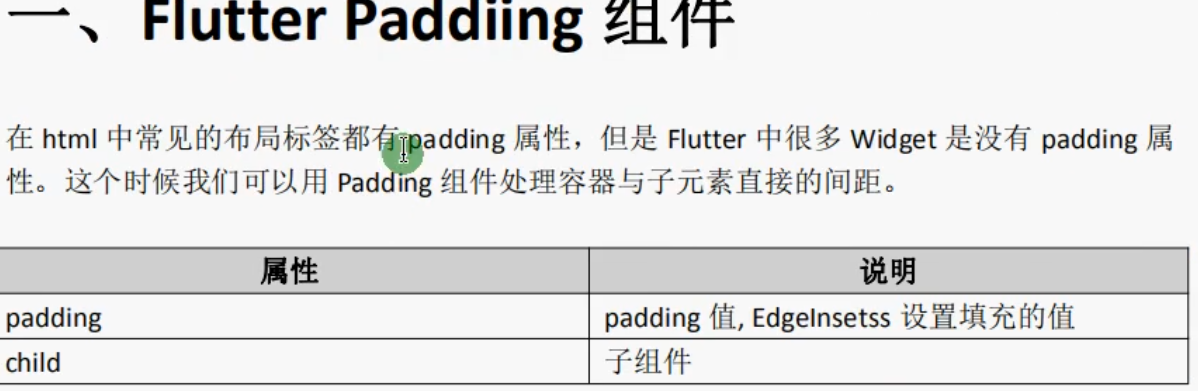 一、Flutter Paddiing 组件
在 html 中常见的布局标签都有 padding 属性，但是 Flutter 中很多 Widget 是没有 padding 属
性。这个时候我们可以用 Padding 组件处理容器与子元素直接的间距。
属性 说明
padding padding 值, EdgeInsetss 设置填充的值
child 子组件